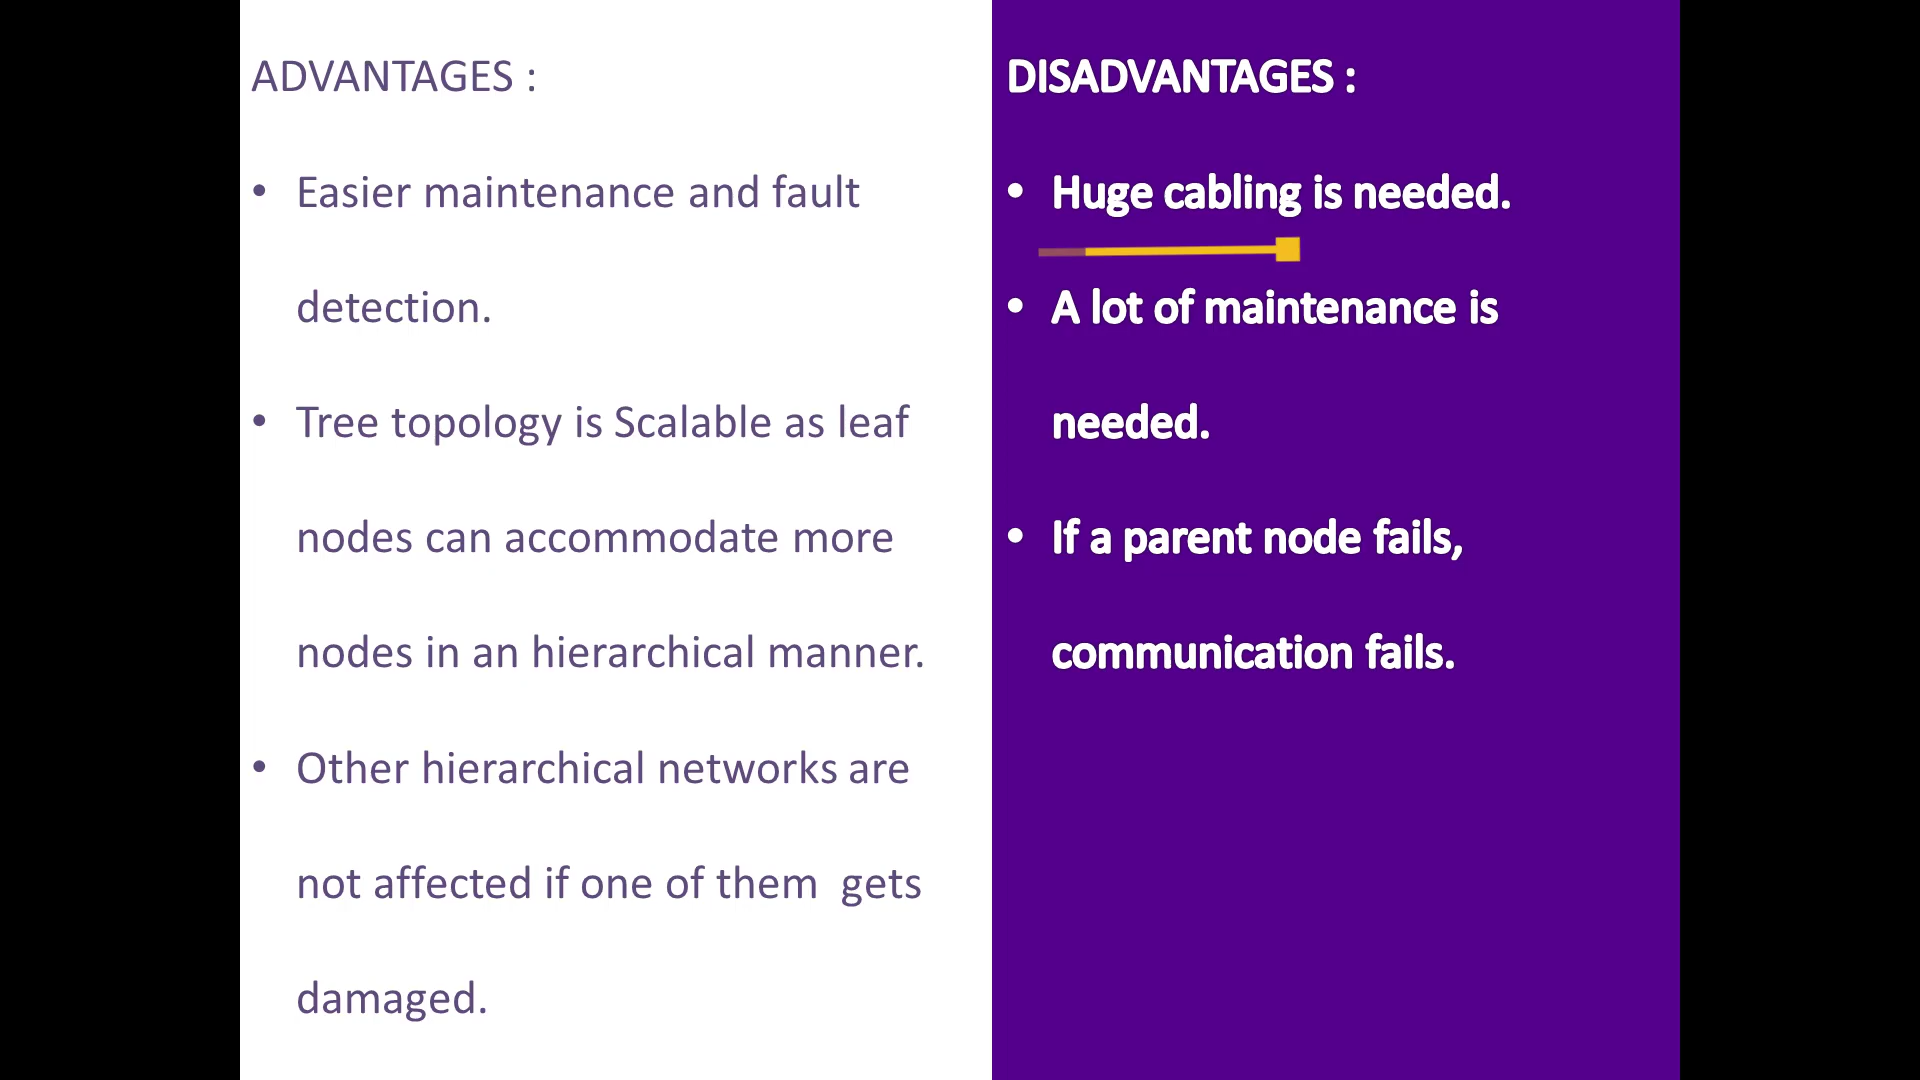 ADVANTAGES :
• Easier maintenance and fault
detection.
• Tree topology is Scalable as leaf
nodes can accommodate more
nodes in an hierarchical manner.
• Other hierarchical networks are
not affected if one of them  gets
damaged.
DISADVANTAGES :
• Huge cabling is needed.
• A lot of maintenance is
needed.
• If a parent node fails,
communication fails.